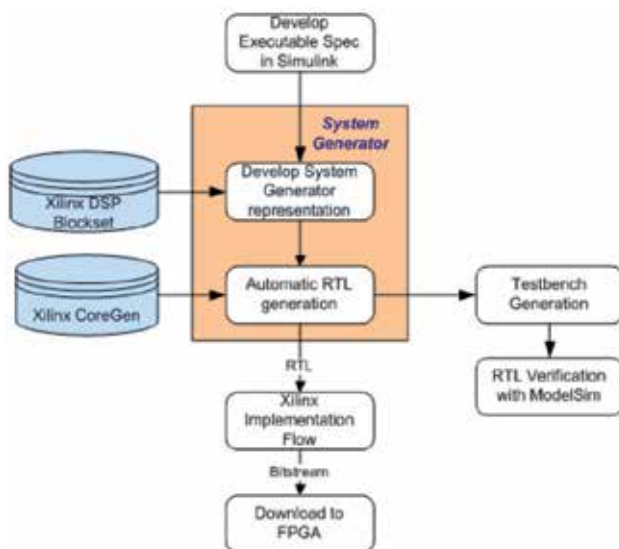 Develop
Executable Spec
in Simulink
System
Generator
Xilinx DSP
Blockset
Develop System
Generator
representation
Xilinx CoreGen
Automatic RTL
generation
Testbench
Generation
RTL
RTL Verification
with ModelSim
Xilinx
Implementation
Flow
Bitstream
Download to
FPGA